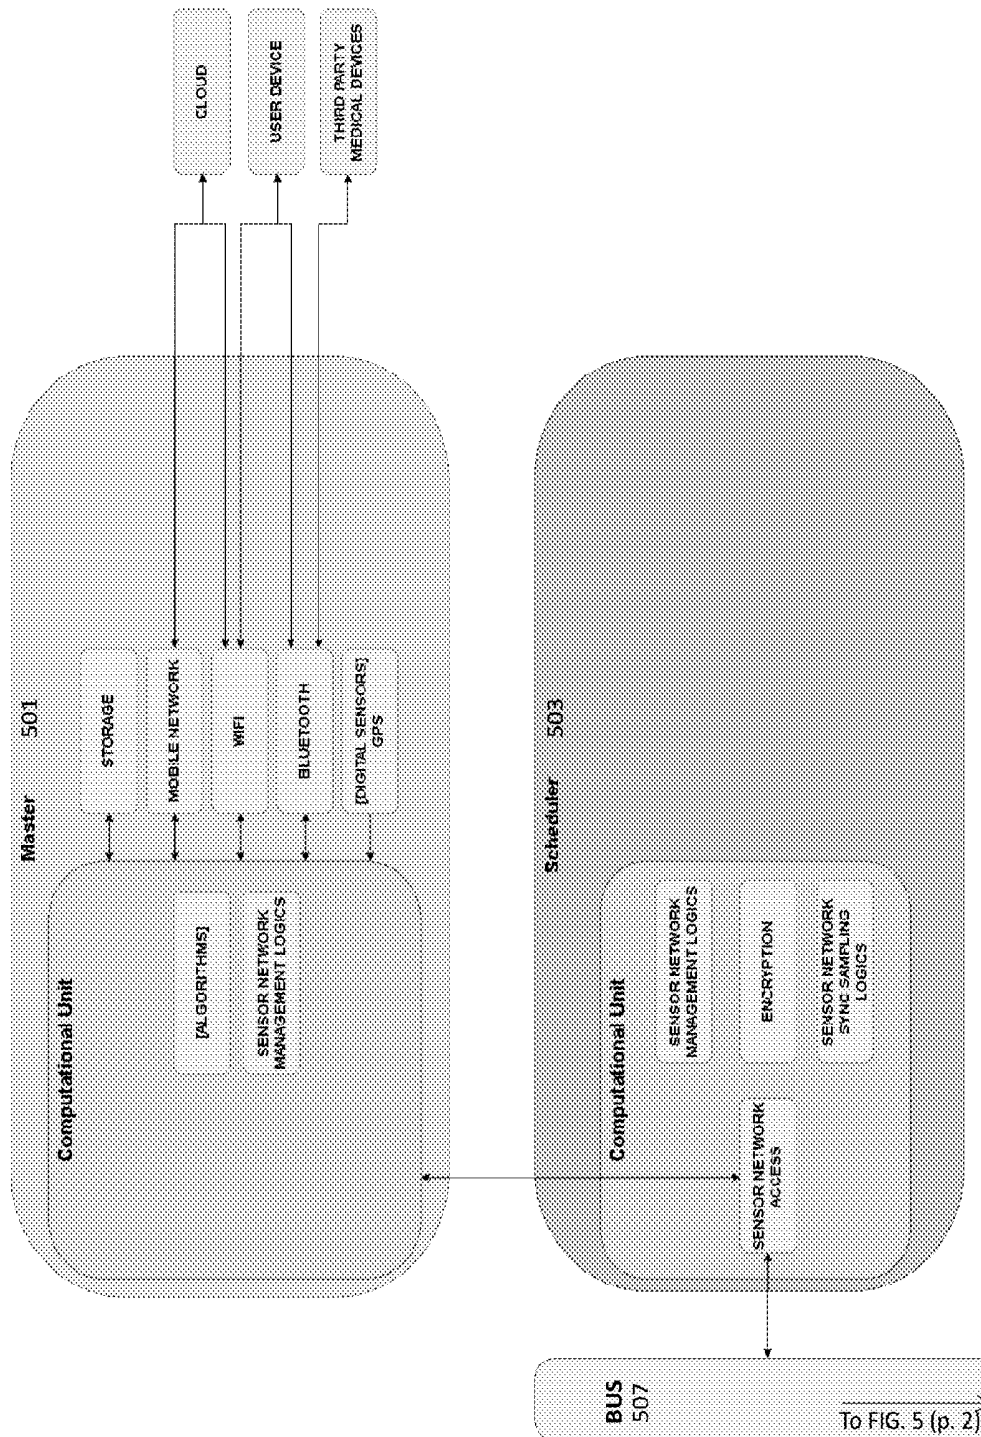 CLOUD
USER DEVICE
THIRD PARTY
MEDICAL DEVICES
Master 501
STORAGE
MOBILE NETWORK
WIFI
BLUETOOTH
[DIGITAL SENSORS]
GPS
Computational Unit
[ALGORITHMS]
SENSOR NETWORK
MANAGEMENT LOGICS
Scheduler 503
Computational Unit
SENSOR NETWORK
MANAGEMENT LOGICS
ENCRYPTION
SENSOR NETWORK
SYNC SAMPLING
LOGICS
SENSOR NETWORK
ACCESS
BUS
507
To FIG. 5 (p. 2)